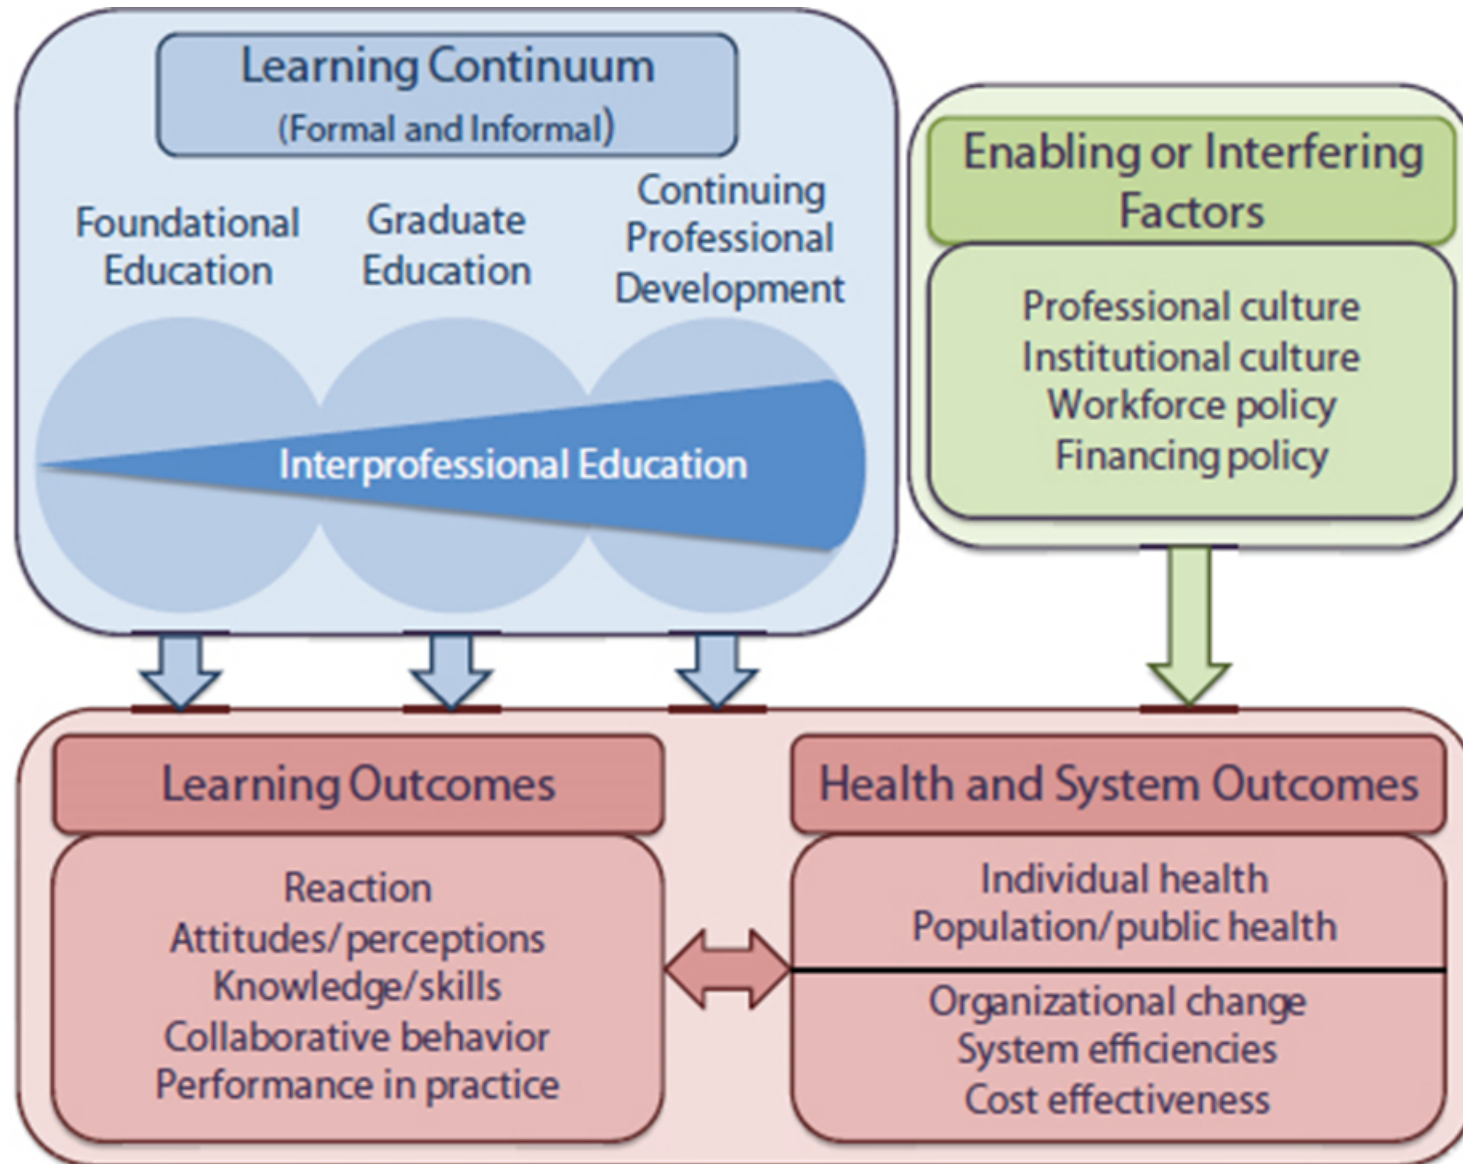 Learning Continuum
(Formal and Informal)
Foundational
Education
Graduate
Education
Continuing
Professional
Development
Interprofessional Education
Enabling or Interfering
Factors
Professional culture
Institutional culture
Workforce policy
Financing policy
Learning Outcomes
Reaction
Attitudes/perceptions
Knowledge/skills
Collaborative behavior
Performance in practice
Health and System Outcomes
Individual health
Population/public health
Organizational change
System efficiencies
Cost effectiveness